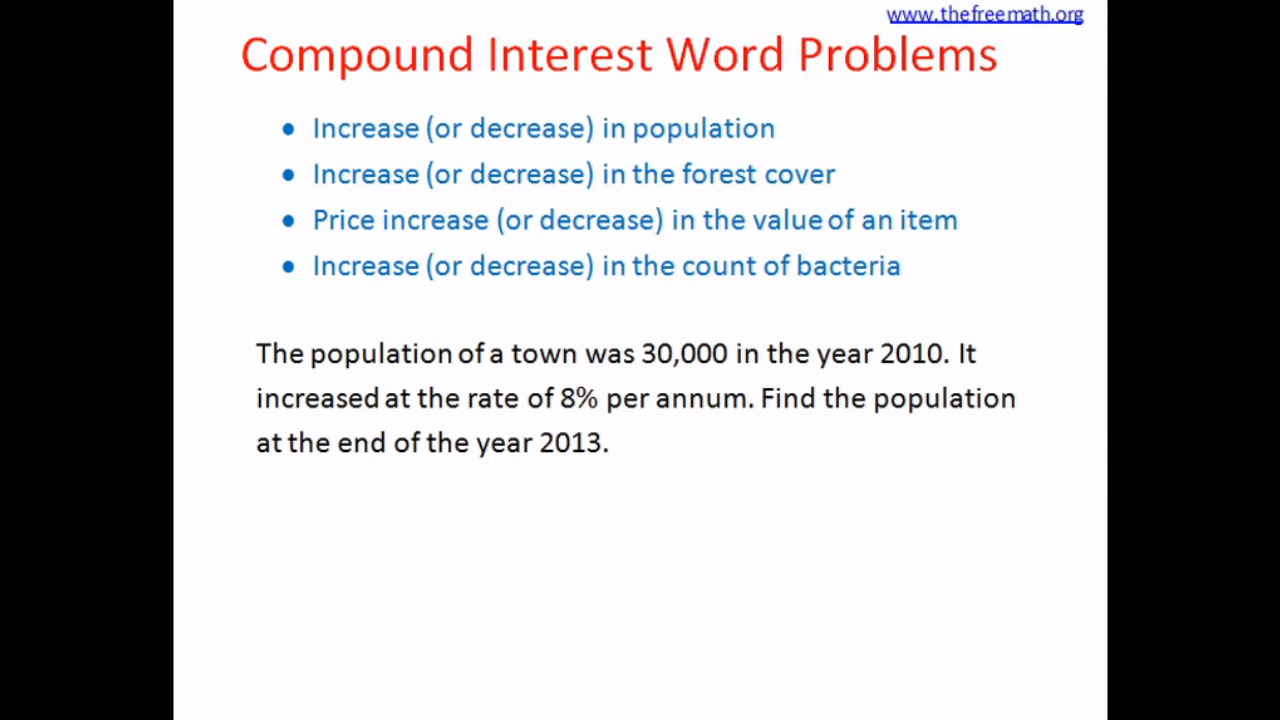 www.thefreemath.org
Compound Interest Word Problems
● Increase (or decrease) in population
● Increase (or decrease) in the forest cover
● Price increase (or decrease) in the value of an item
● Increase (or decrease) in the count of bacteria
The population of a town was 30,000 in the year 2010. It
increased at the rate of 8% per annum. Find the population
at the end of the year 2013.